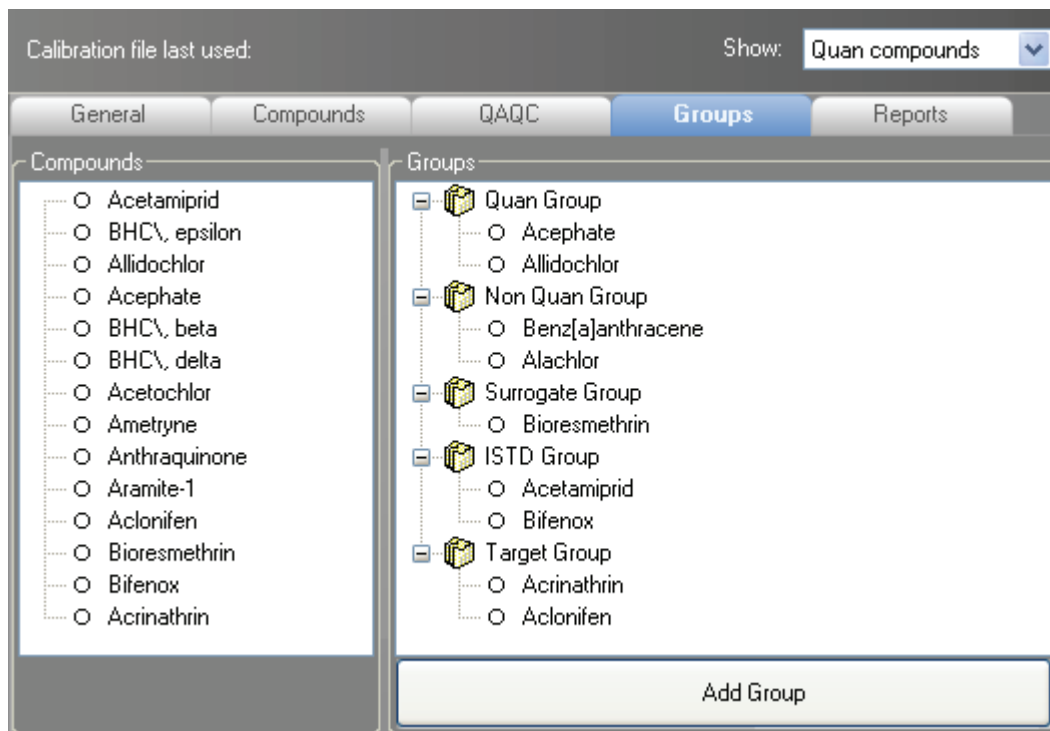 Calibration file last used:
Show: Quan compounds
General Compounds QAQC Groups Reports
Compounds
Acetamiprid
BHC\, epsilon
Allidochlor
Acephate
BHC\, beta
BHC\, delta
Acetochlor
Ametryne
Anthraquinone
Aramite-1
Aclonifen
Bioresmethrin
Bifenox
Acrinathrin
Groups
Quan Group
Acephate
Allidochlor
Non Quan Group
Benz[a]anthracene
Alachlor
Surrogate Group
Bioresmethrin
ISTD Group
Acetamiprid
Bifenox
Target Group
Acrinathrin
Aclonifen
Add Group